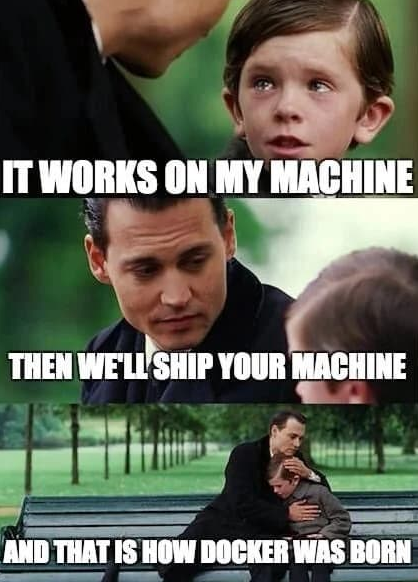 IT WORKS ON MY MACHINE
THEN WE'LL SHIP YOUR MACHINE
AND THAT IS HOW DOCKER WAS BORN